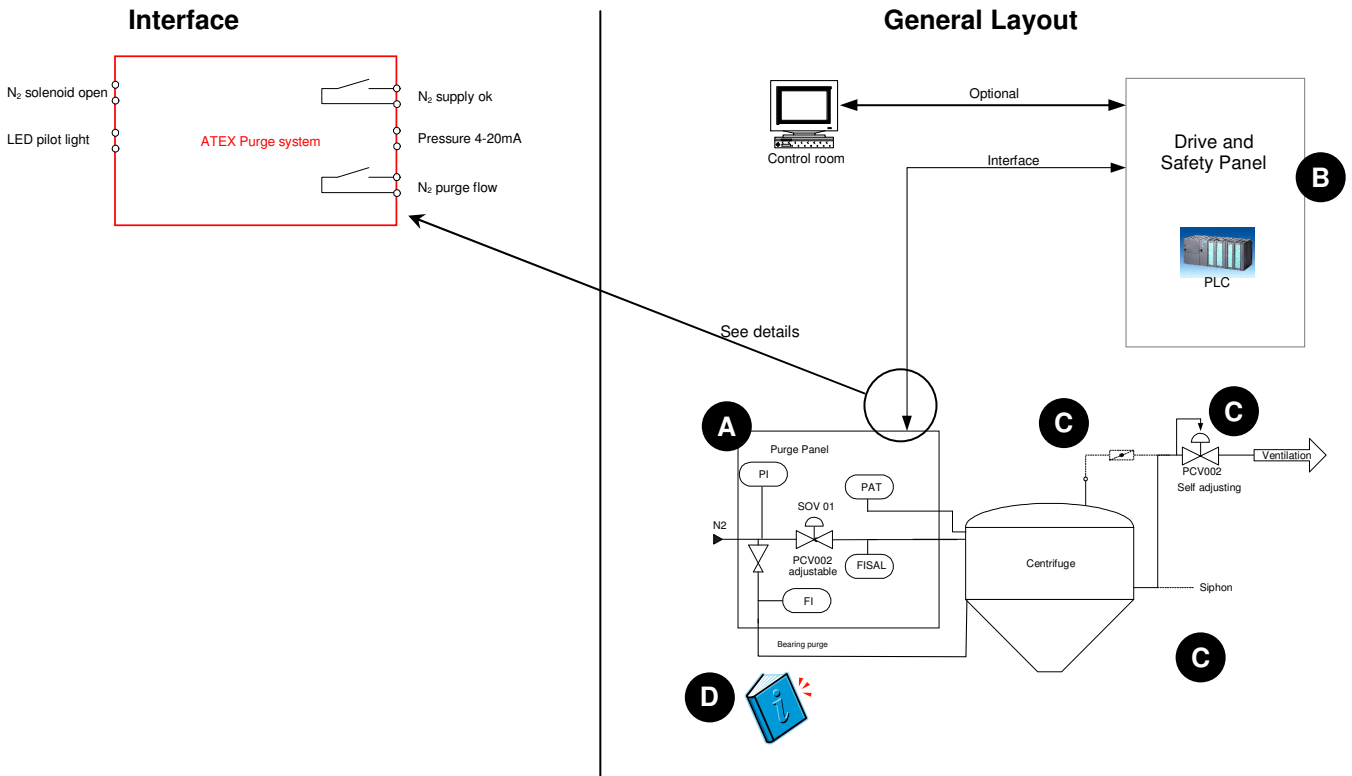 Interface
General Layout
N₂ solenoid open
LED pilot light
ATEX Purge system
N₂ supply ok
Pressure 4-20mA
N₂ purge flow
See details
Control room
Optional
Interface
Drive and
Safety Panel
PLC
B
A
Purge Panel
PI
PAT
SOV 01
N2
PCV002
adjustable
FISAL
FI
Bearing purge
Centrifuge
C
C
PCV002
Self adjusting
Ventilation
Siphon
C
D
i